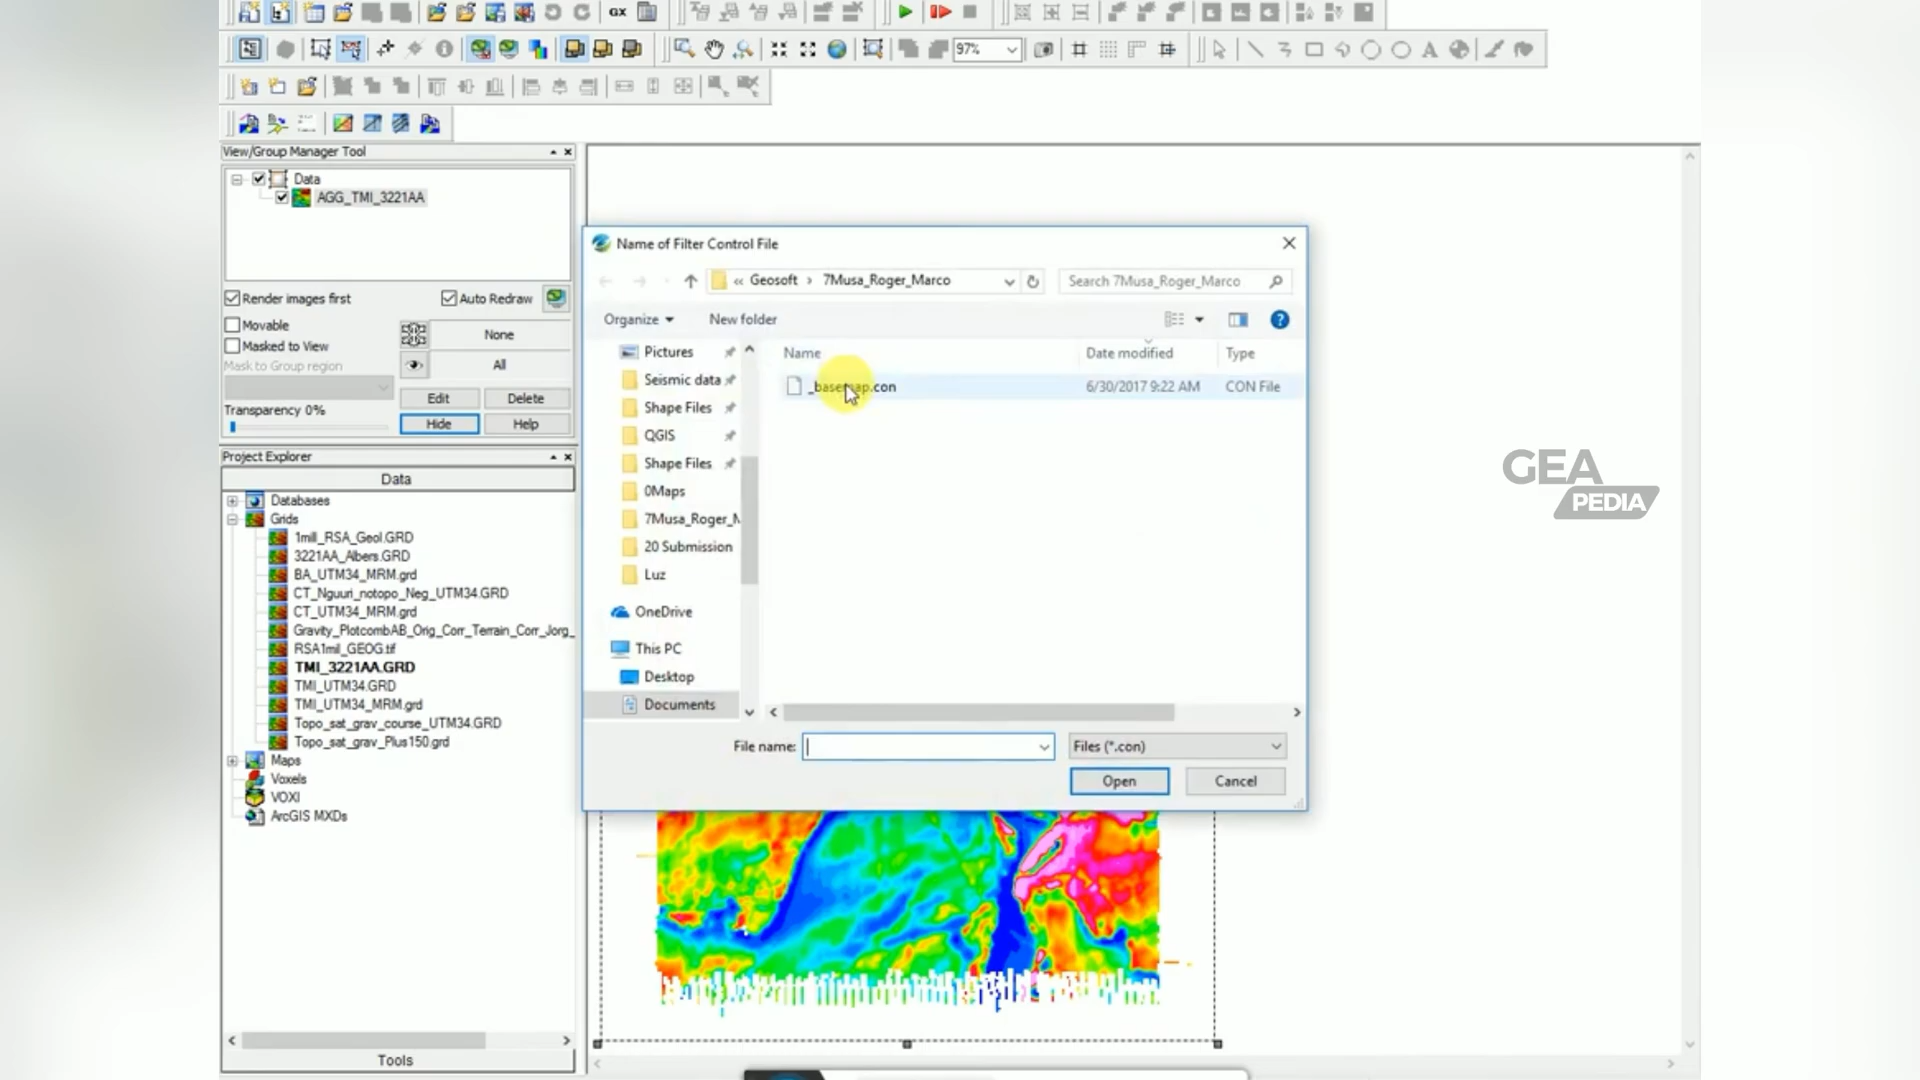 GX
97%
A
View/Group Manager Tool
Data
AGG_TMI_3221AA
Render images first
Auto Redraw
Movable
None
Masked to View
Mask to Group region
All
Edit
Delete
Transparency 0%
Hide
Help
Project Explorer
Data
Databases
Grids
1mill_RSA_Geol.GRD
3221AA_Albers.GRD
BA_UTM34_MRM.grd
CT_Nguuri_notopo_Neg_UTM34.GRD
CT_UTM34_MRM.grd
Gravity_PlotcombAB_Orig_Corr_Terrain_Corr_Jorg_
RSA1mil_GEOG.tif
TMI_3221AA.GRD
TMI_UTM34.GRD
TMI_UTM34_MRM.grd
Topo_sat_grav_course_UTM34.GRD
Topo_sat_grav_Plus150.grd
Maps
Voxels
VOXI
ArcGIS MXDs
Tools
Name of Filter Control File
« Geosoft › 7Musa_Roger_Marco
Search 7Musa_Roger_Marco
Organize
New folder
Pictures
Seismic data
Shape Files
QGIS
Shape Files
0Maps
7Musa_Roger_M
20 Submission
Luz
OneDrive
This PC
Desktop
Documents
Name
Date modified
Type
_basemap.con
6/30/2017 9:22 AM
CON File
File name:
Files (*.con)
Open
Cancel
GEA
PEDIA